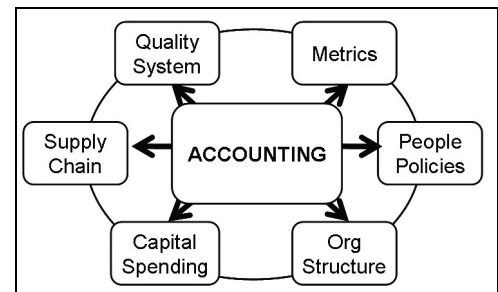 Quality
System
Metrics
Supply
Chain
ACCOUNTING
People
Policies
Capital
Spending
Org
Structure